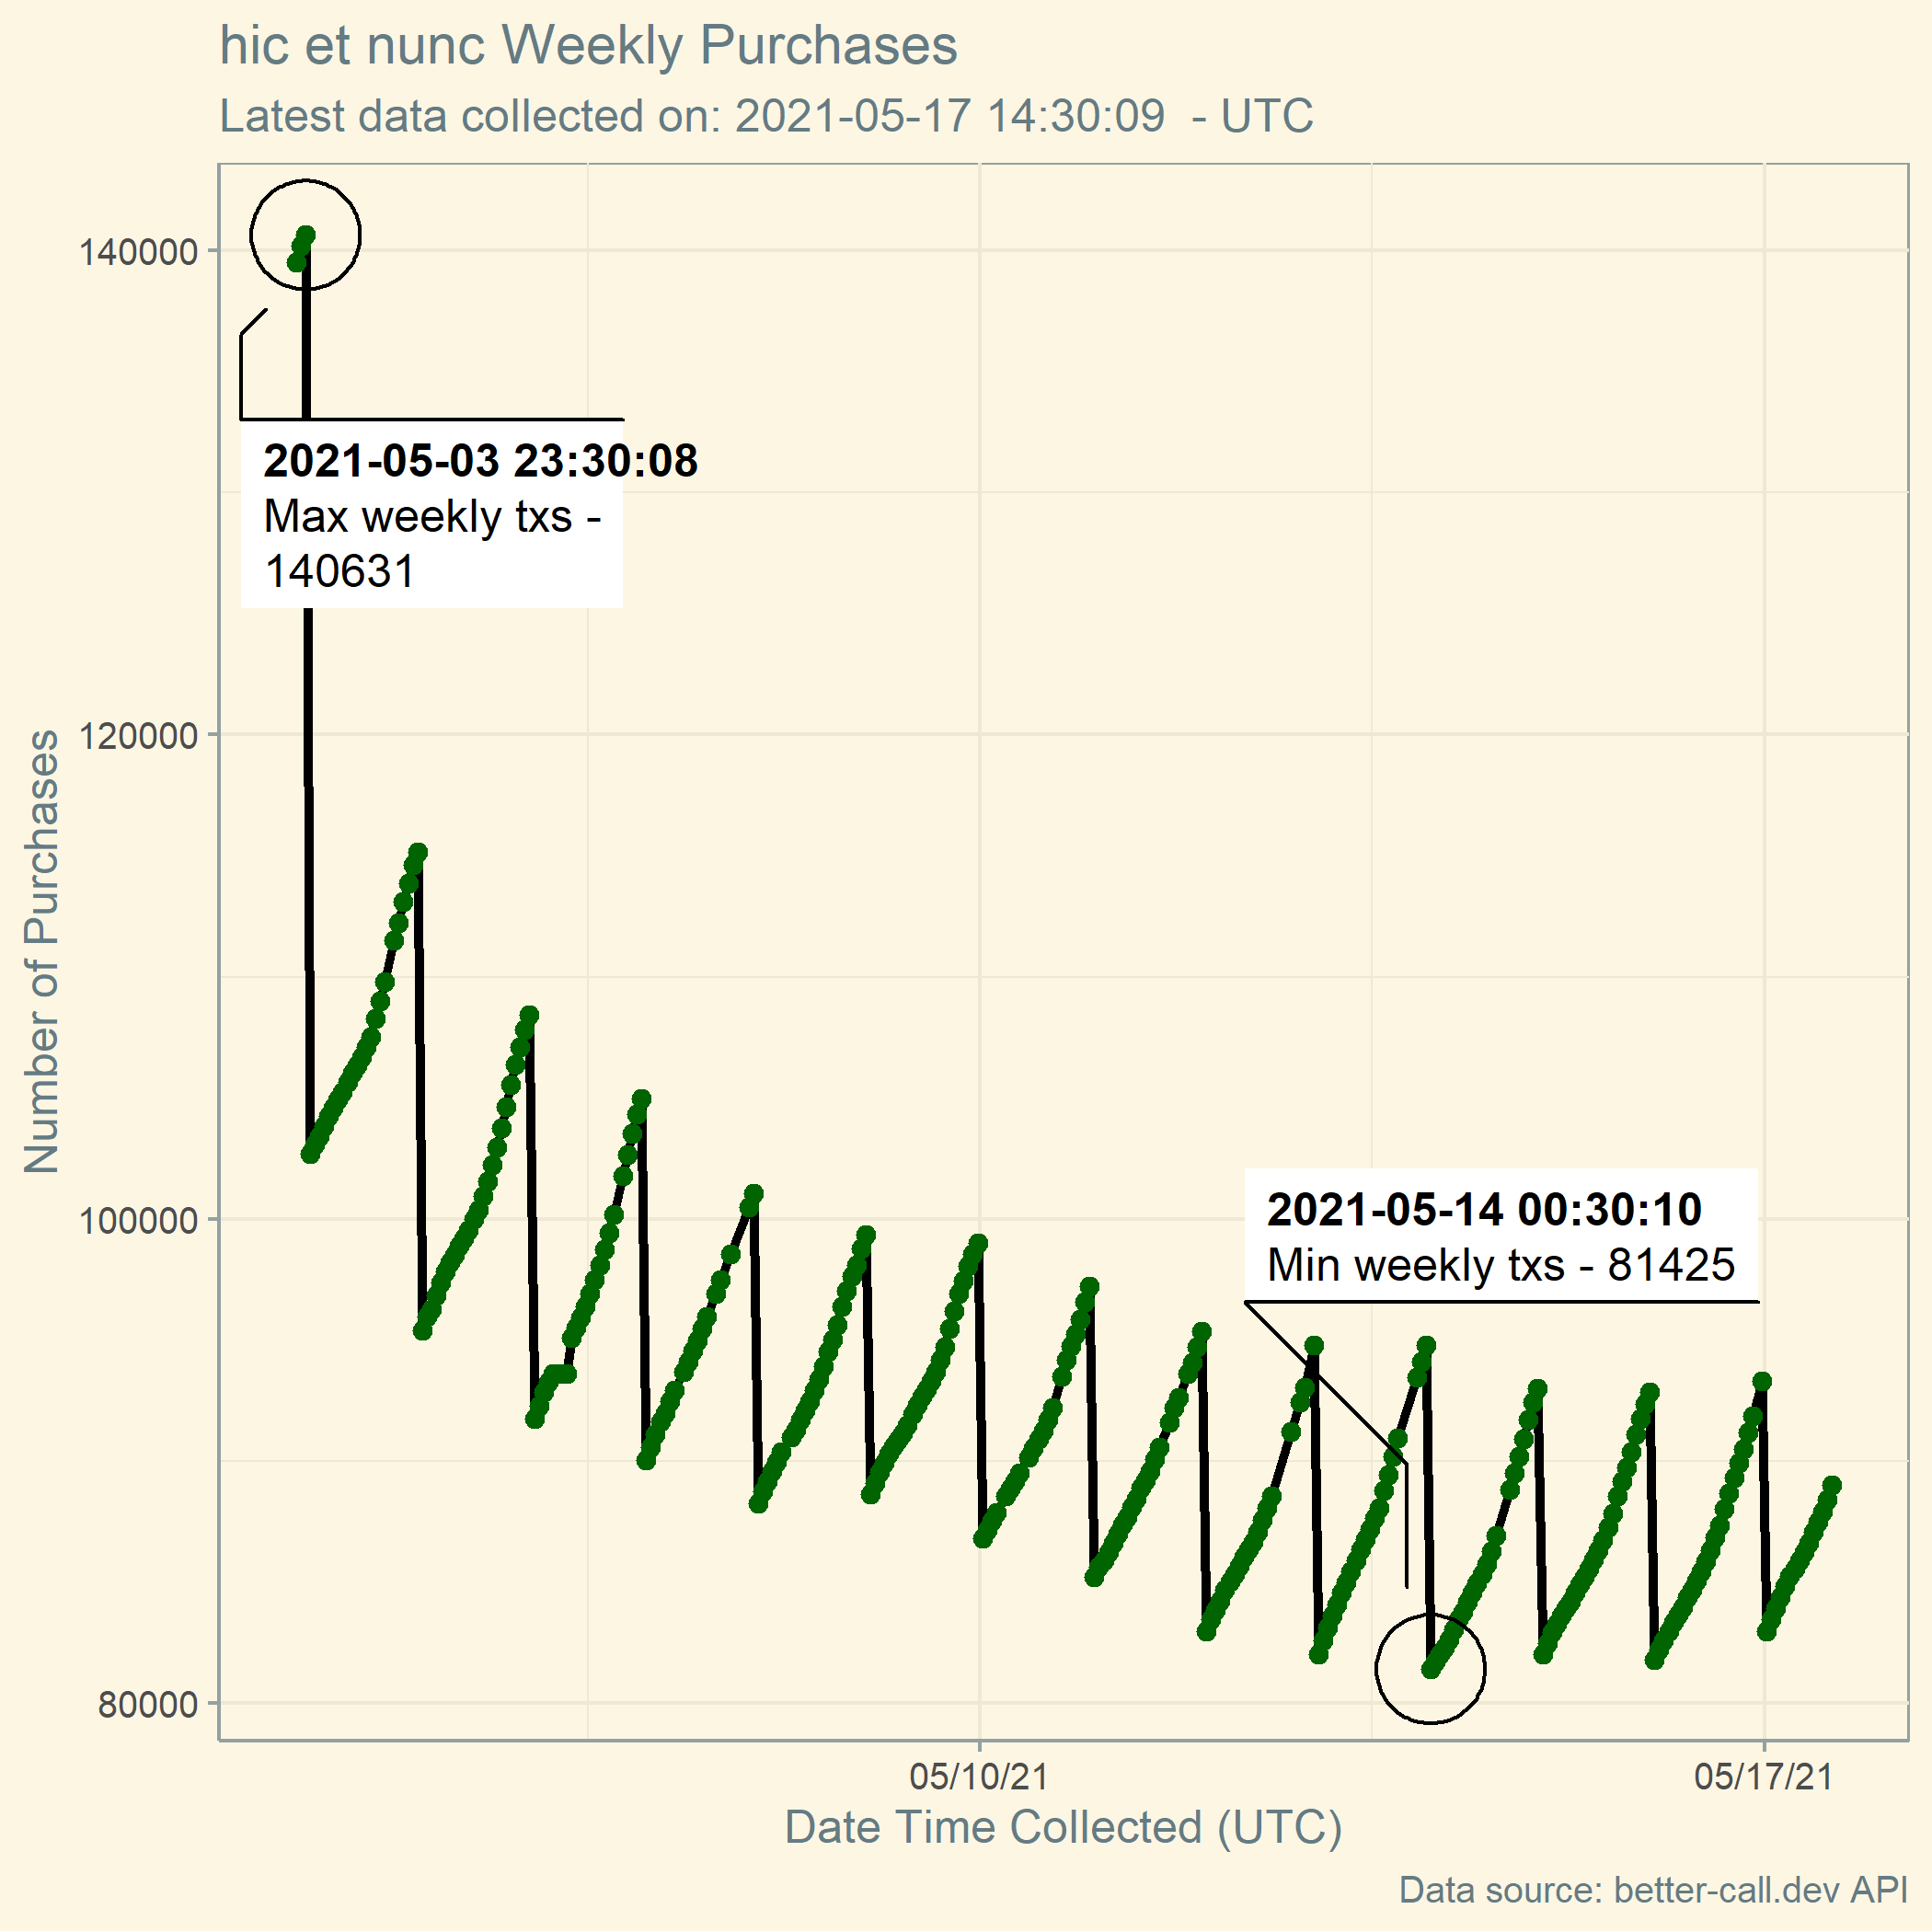 hic et nunc Weekly Purchases
Latest data collected on: 2021-05-17 14:30:09  - UTC
140000
120000
100000
80000
Number of Purchases
2021-05-03 23:30:08
Max weekly txs -
140631
2021-05-14 00:30:10
Min weekly txs - 81425
05/10/21
05/17/21
Date Time Collected (UTC)
Data source: better-call.dev API